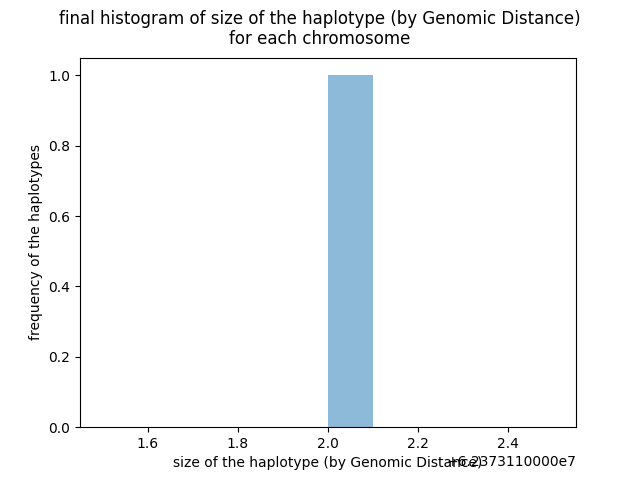 final histogram of size of the haplotype (by Genomic Distance)
for each chromosome
frequency of the haplotypes
1.0
0.8
0.6
0.4
0.2
0.0
1.6
1.8
2.0
2.2
2.4
size of the haplotype (by Genomic Distance)
+6.2373110000e7